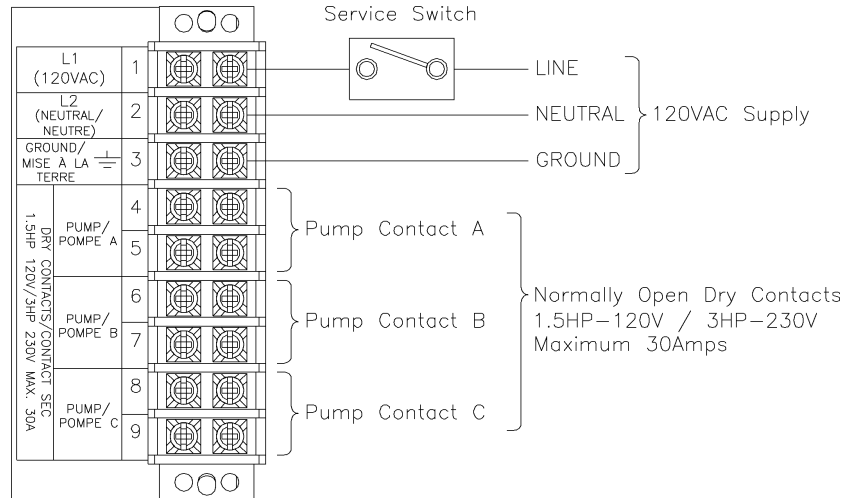 Service Switch
L1
(120VAC)
1
LINE
L2
(NEUTRAL/
NEUTRE)
2
NEUTRAL
120VAC Supply
GROUND/
MISE À LA
TERRE
3
GROUND
DRY CONTACTS/CONTACT SEC
1.5HP 120V/3HP 230V MAX. 30A
PUMP/
POMPE A
4
5
Pump Contact A
PUMP/
POMPE B
6
7
Pump Contact B
PUMP/
POMPE C
8
9
Pump Contact C
Normally Open Dry Contacts
1.5HP-120V / 3HP-230V
Maximum 30Amps